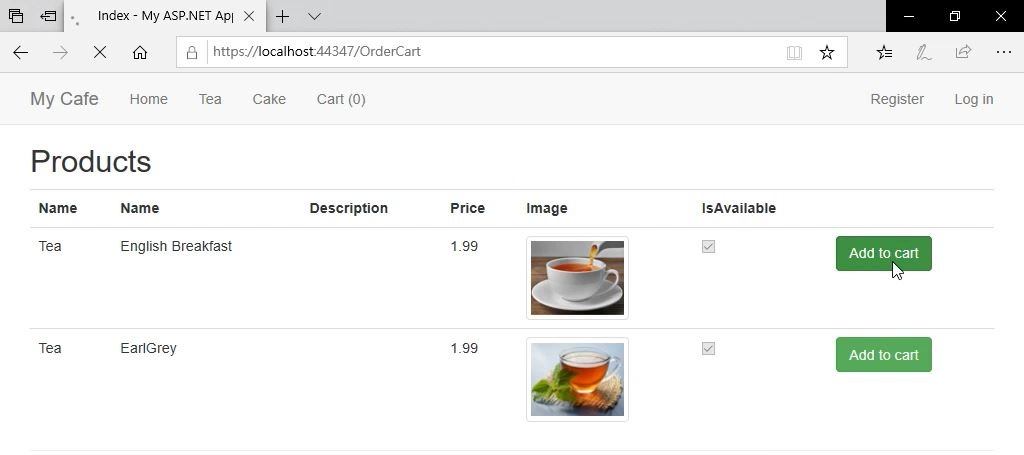 Index - My ASP.NET Ap
https://localhost:44347/OrderCart
My Cafe Home Tea Cake Cart (0) Register Log in
Products
Name Name Description Price Image IsAvailable
Tea English Breakfast 1.99 Add to cart
Tea EarlGrey 1.99 Add to cart